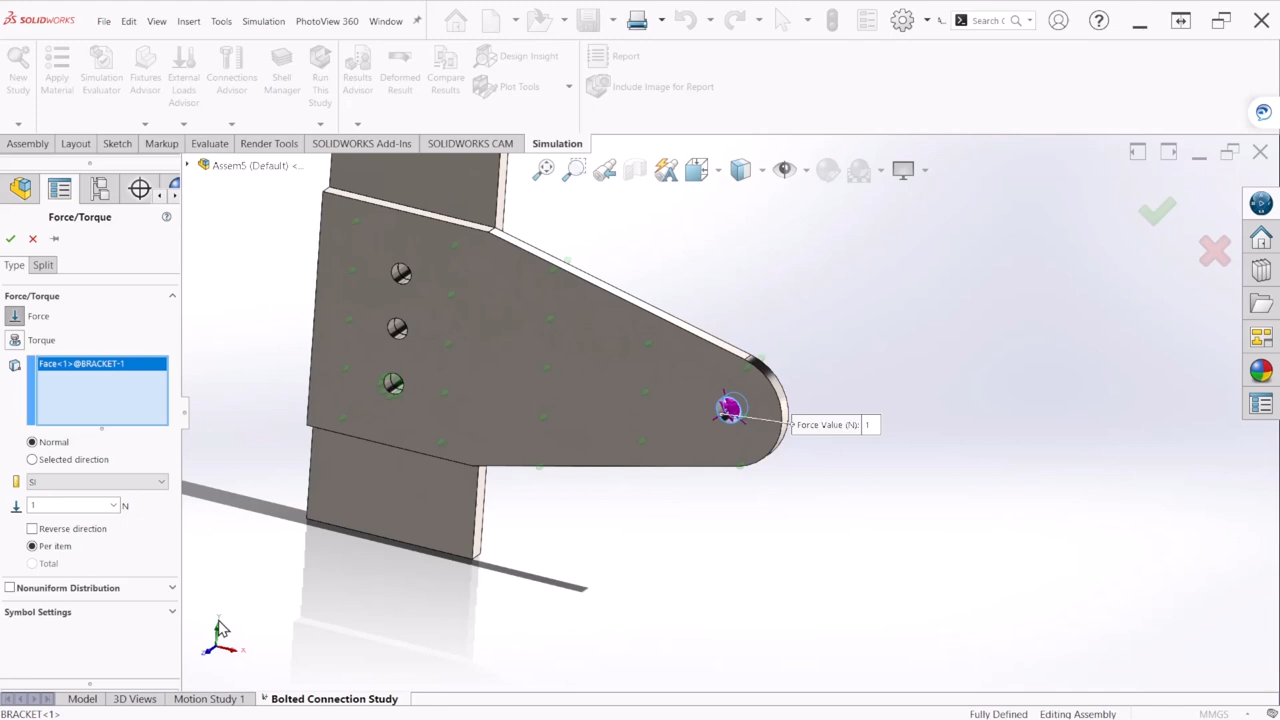 SOLIDWORKS File Edit View Insert Tools Simulation PhotoView 360 Window Search C
New Study Apply Material Simulation Evaluator Fixtures Advisor External Loads Advisor Connections Advisor Shell Manager Run This Study Results Advisor Deformed Result Compare Results Design Insight Plot Tools Report Include Image for Report
Assembly Layout Sketch Markup Evaluate Render Tools SOLIDWORKS Add-Ins SOLIDWORKS CAM Simulation
Assem5 (Default) <...
Force/Torque
Type Split
Force/Torque
Force
Torque
Face<1>@BRACKET-1
Force Value (N): 1
Normal
Selected direction
SI
1 N
Reverse direction
Per item
Total
Nonuniform Distribution
Symbol Settings
Y
Z X
Model 3D Views Motion Study 1 Bolted Connection Study
BRACKET<1> Fully Defined Editing Assembly MMGS